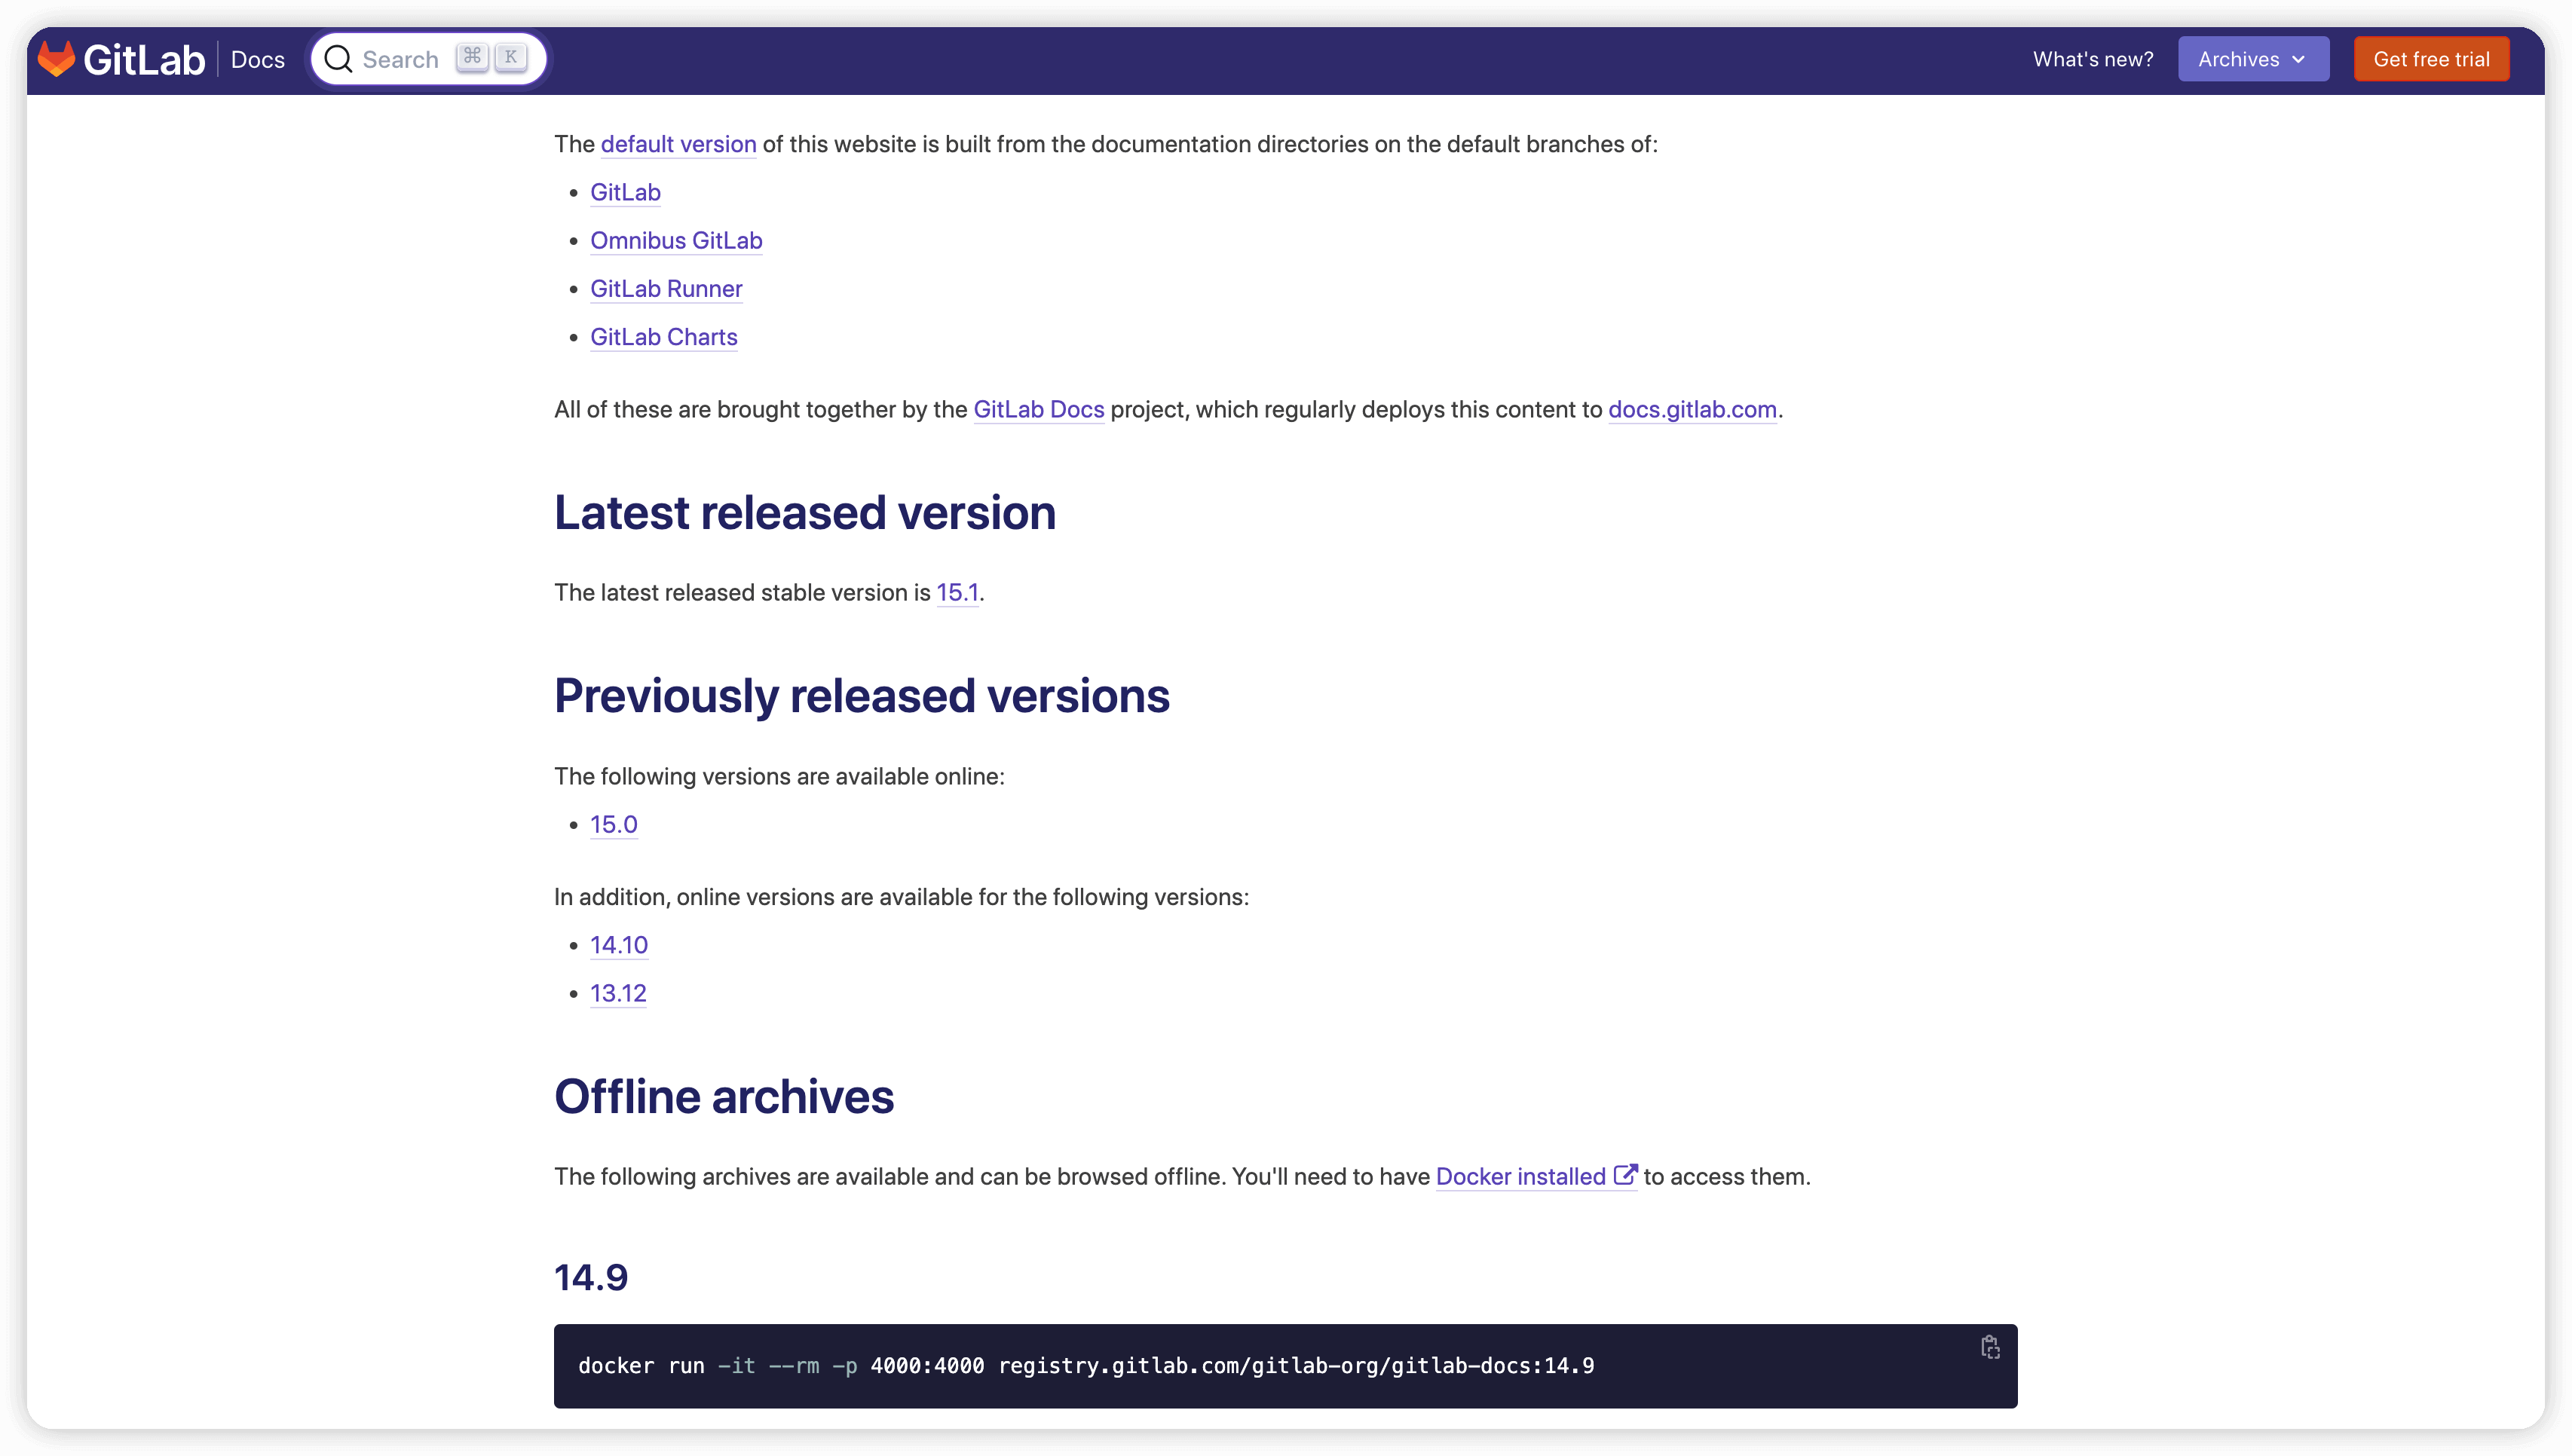 GitLab Docs Search ⌘ K What's new? Archives Get free trial
The default version of this website is built from the documentation directories on the default branches of:
• GitLab
• Omnibus GitLab
• GitLab Runner
• GitLab Charts
All of these are brought together by the GitLab Docs project, which regularly deploys this content to docs.gitlab.com.
Latest released version
The latest released stable version is 15.1.
Previously released versions
The following versions are available online:
• 15.0
In addition, online versions are available for the following versions:
• 14.10
• 13.12
Offline archives
The following archives are available and can be browsed offline. You'll need to have Docker installed to access them.
14.9
docker run -it --rm -p 4000:4000 registry.gitlab.com/gitlab-org/gitlab-docs:14.9